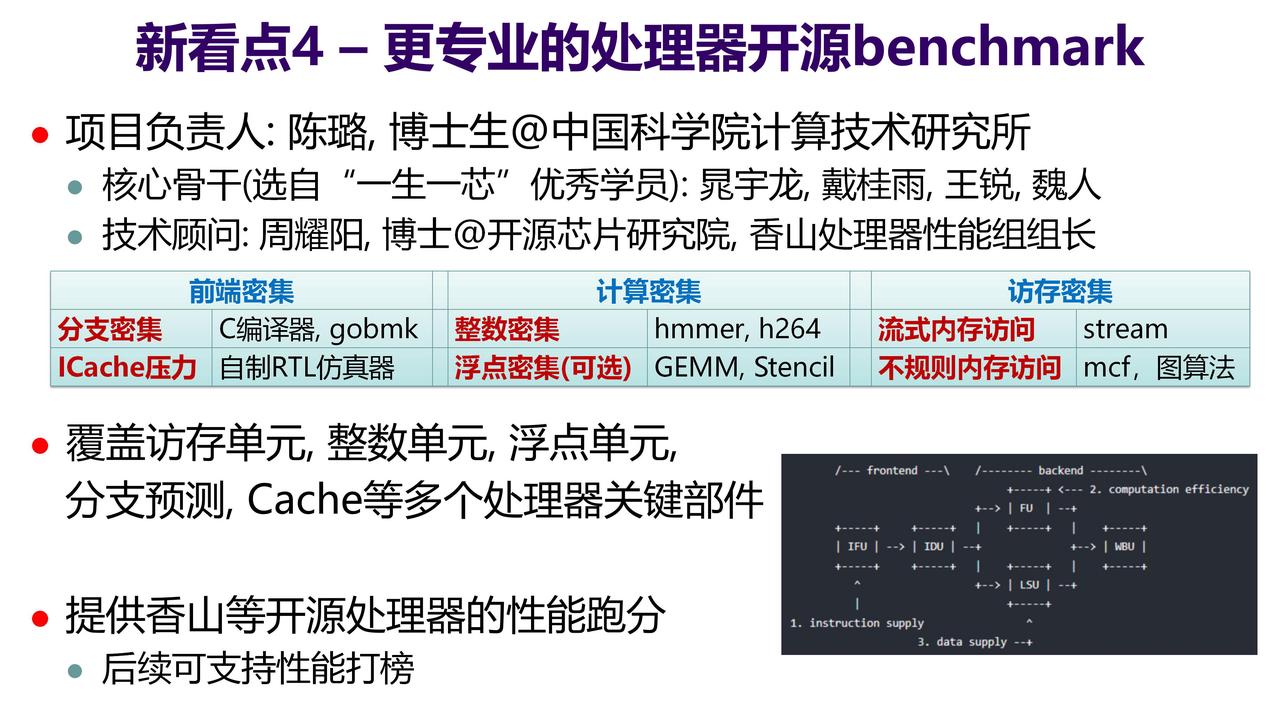 新看点4 – 更专业的处理器开源benchmark
项目负责人: 陈璐, 博士生@中国科学院计算技术研究所
核心骨干(选自“一生一芯”优秀学员): 晁宇龙, 戴桂雨, 王锐, 魏人
技术顾问: 周耀阳, 博士@开源芯片研究院, 香山处理器性能组组长
前端密集 计算密集 访存密集
分支密集 C编译器, gobmk 整数密集 hmmer, h264 流式内存访问 stream
ICache压力 自制RTL仿真器 浮点密集(可选) GEMM, Stencil 不规则内存访问 mcf，图算法
覆盖访存单元, 整数单元, 浮点单元,
分支预测, Cache等多个处理器关键部件
提供香山等开源处理器的性能跑分
后续可支持性能打榜
/--- frontend ---\ /-------- backend --------\
+-----+ <--- 2. computation efficiency
+--> | FU | --+
+-----+ +-----+ | +-----+ | +-----+
| IFU | --> | IDU | --+ +--> | WBU |
+-----+ +-----+ | +-----+ | +-----+
^ +--> | LSU | --+
| +-----+
1. instruction supply ^
3. data supply --+